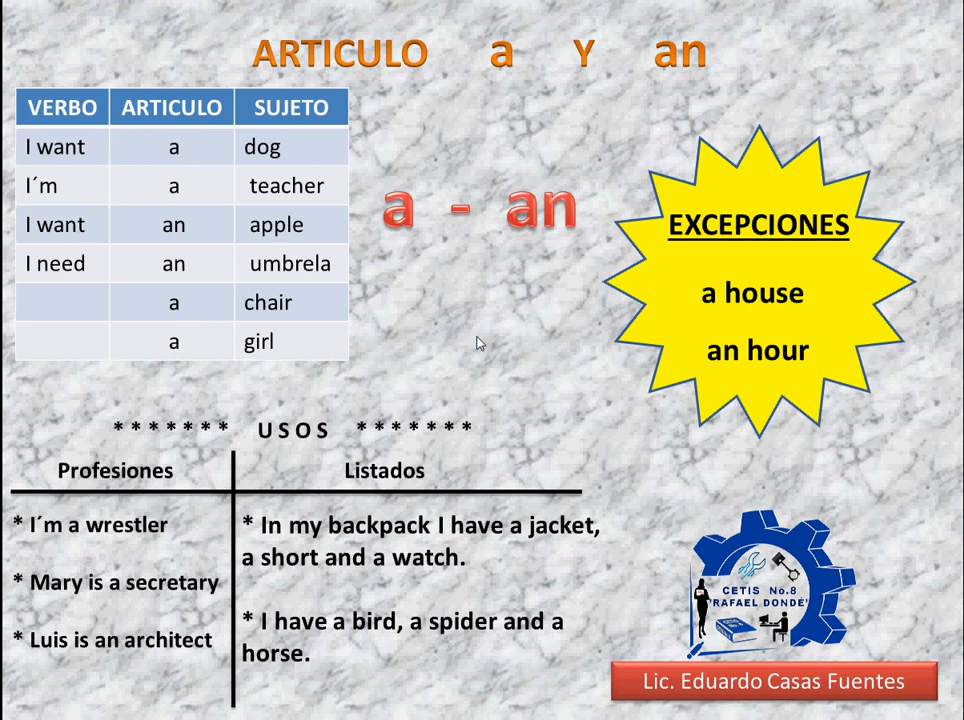 ARTICULO a Y an
VERBO ARTICULO SUJETO
I want a dog
I´m a teacher
I want an apple
I need an umbrela
a chair
a girl
a - an
EXCEPCIONES
a house
an hour
* * * * * * * U S O S * * * * * * *
Profesiones Listados
* I´m a wrestler
* Mary is a secretary
* Luis is an architect
* In my backpack I have a jacket,
a short and a watch.
* I have a bird, a spider and a
horse.
CETIS No.8
"RAFAEL DONDÉ"
Lic. Eduardo Casas Fuentes